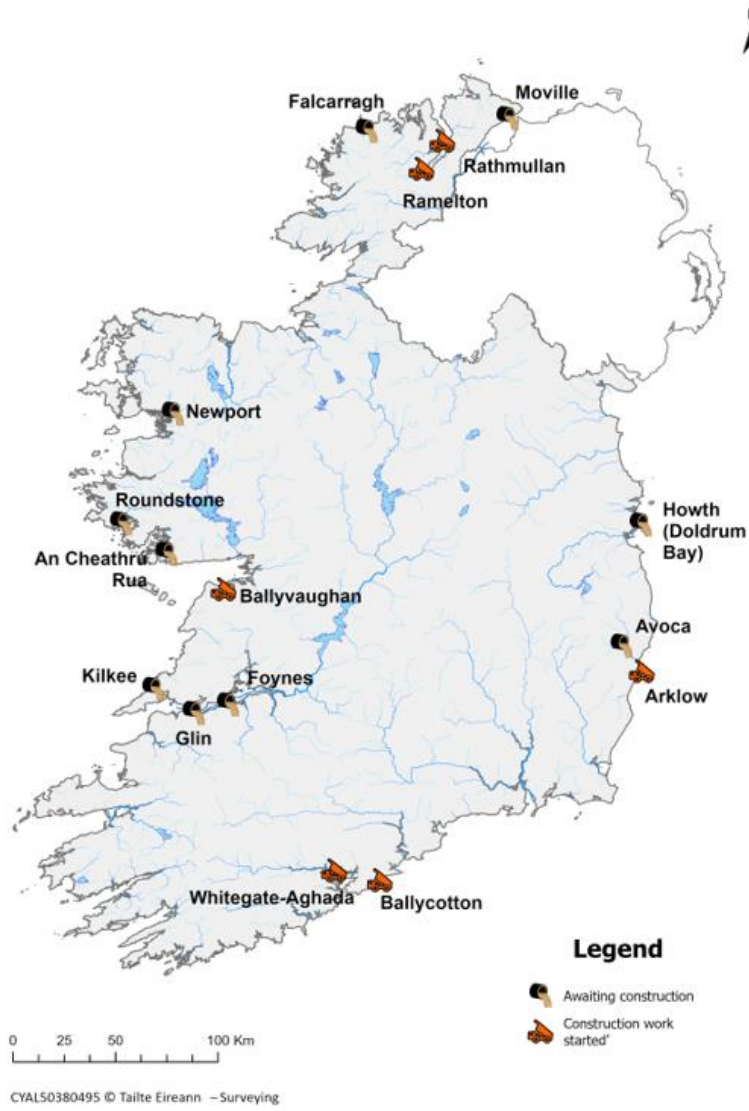 Moville
Falcarragh
Rathmullan
Ramelton
Newport
Roundstone
An Cheathrú
Rua
Howth
(Doldrum
Bay)
Ballyvaughan
Avoca
Kilkee
Foynes
Arklow
Glin
Whitegate-Aghada
Ballycotton
Legend
Awaiting construction
Construction work
started'
0 25 50 100 Km
CYAL50380495 © Tailte Eireann – Surveying